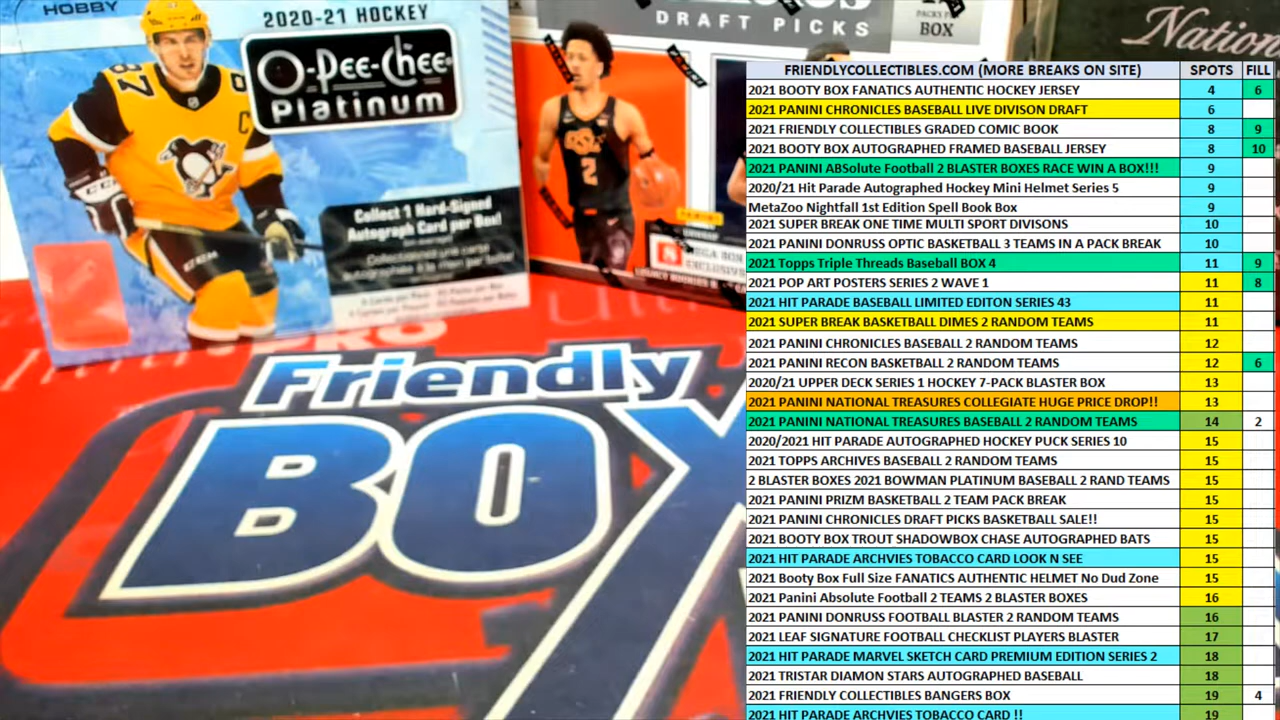 HOBBY
2020-21 HOCKEY
O-Pee-Chee
Platinum
87
C
CCM
Collect 1 Hard-Signed
Autograph Card per Box!
DRAFT PICKS
BOX
2
PANINI
Nation
PRO
Friendly
BOX
FRIENDLYCOLLECTIBLES.COM (MORE BREAKS ON SITE) SPOTS FILL
2021 BOOTY BOX FANATICS AUTHENTIC HOCKEY JERSEY 4 6
2021 PANINI CHRONICLES BASEBALL LIVE DIVISON DRAFT 6
2021 FRIENDLY COLLECTIBLES GRADED COMIC BOOK 8 9
2021 BOOTY BOX AUTOGRAPHED FRAMED BASEBALL JERSEY 8 10
2021 PANINI ABSolute Football 2 BLASTER BOXES RACE WIN A BOX!!! 9
2020/21 Hit Parade Autographed Hockey Mini Helmet Series 5 9
MetaZoo Nightfall 1st Edition Spell Book Box 9
2021 SUPER BREAK ONE TIME MULTI SPORT DIVISONS 10
2021 PANINI DONRUSS OPTIC BASKETBALL 3 TEAMS IN A PACK BREAK 10
2021 Topps Triple Threads Baseball BOX 4 11 9
2021 POP ART POSTERS SERIES 2 WAVE 1 11 8
2021 HIT PARADE BASEBALL LIMITED EDITON SERIES 43 11
2021 SUPER BREAK BASKETBALL DIMES 2 RANDOM TEAMS 11
2021 PANINI CHRONICLES BASEBALL 2 RANDOM TEAMS 12
2021 PANINI RECON BASKETBALL 2 RANDOM TEAMS 12 6
2020/21 UPPER DECK SERIES 1 HOCKEY 7-PACK BLASTER BOX 13
2021 PANINI NATIONAL TREASURES COLLEGIATE HUGE PRICE DROP!! 13
2021 PANINI NATIONAL TREASURES BASEBALL 2 RANDOM TEAMS 14 2
2020/2021 HIT PARADE AUTOGRAPHED HOCKEY PUCK SERIES 10 15
2021 TOPPS ARCHIVES BASEBALL 2 RANDOM TEAMS 15
2 BLASTER BOXES 2021 BOWMAN PLATINUM BASEBALL 2 RAND TEAMS 15
2021 PANINI PRIZM BASKETBALL 2 TEAM PACK BREAK 15
2021 PANINI CHRONICLES DRAFT PICKS BASKETBALL SALE!! 15
2021 BOOTY BOX TROUT SHADOWBOX CHASE AUTOGRAPHED BATS 15
2021 HIT PARADE ARCHVIES TOBACCO CARD LOOK N SEE 15
2021 Booty Box Full Size FANATICS AUTHENTIC HELMET No Dud Zone 15
2021 Panini Absolute Football 2 TEAMS 2 BLASTER BOXES 16
2021 PANINI DONRUSS FOOTBALL BLASTER 2 RANDOM TEAMS 16
2021 LEAF SIGNATURE FOOTBALL CHECKLIST PLAYERS BLASTER 17
2021 HIT PARADE MARVEL SKETCH CARD PREMIUM EDITION SERIES 2 18
2021 TRISTAR DIAMON STARS AUTOGRAPHED BASEBALL 18
2021 FRIENDLY COLLECTIBLES BANGERS BOX 19 4
2021 HIT PARADE ARCHVIES TOBACCO CARD !! 19